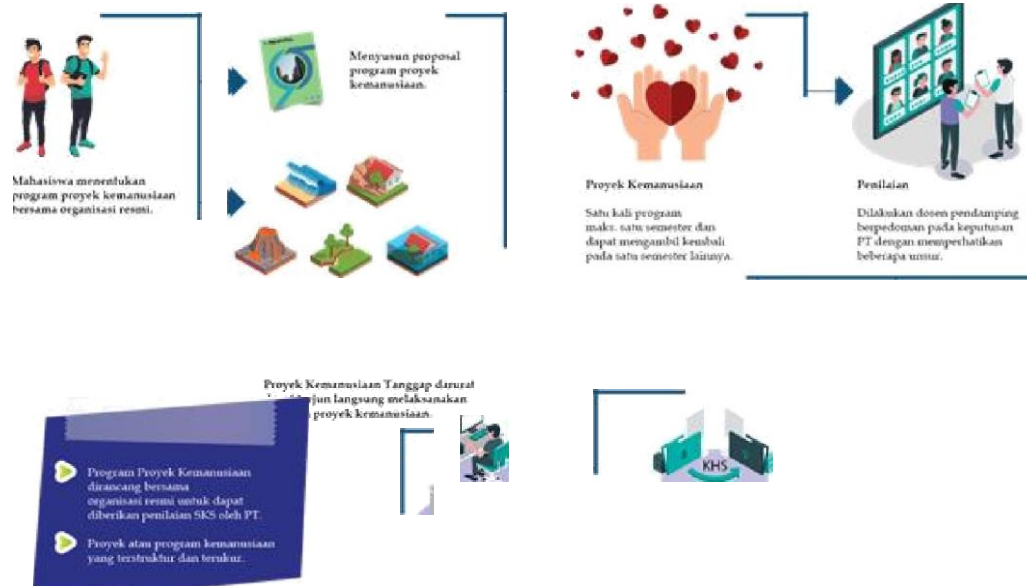 Mahasiswa menentukan
program proyek kemanusiaan
bersama organisasi resmi.
Menyusun proposal
program proyek
kemanusiaan.
Proyek Kemanusiaan
Satu kali program
maks. satu semester dan
dapat mengambil kembali
pada satu semester lainnya.
Penilaian
Dilakukan dosen pendamping
berpedoman pada keputusan
PT dengan memperhatikan
beberapa unsur.
Proyek Kemanusiaan Tanggap darurat
langsung melaksanakan
proyek kemanusiaan.
Program Proyek Kemanusiaan
dirancang bersama
organisasi resmi untuk dapat
diberikan penilaian SKS oleh PT.
Proyek atau program kemanusiaan
yang terstruktur dan terukur.
KHS